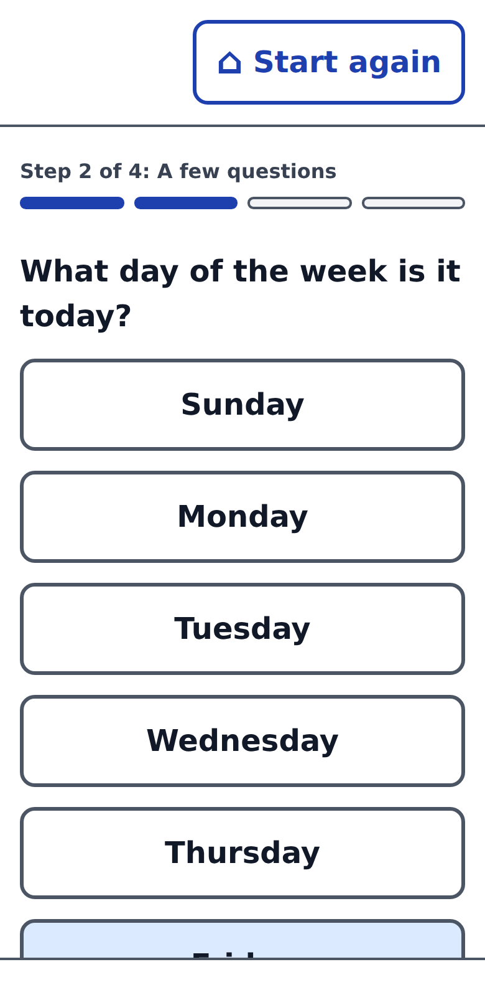 Start again
Step 2 of 4: A few questions
What day of the week is it
today?
Sunday
Monday
Tuesday
Wednesday
Thursday